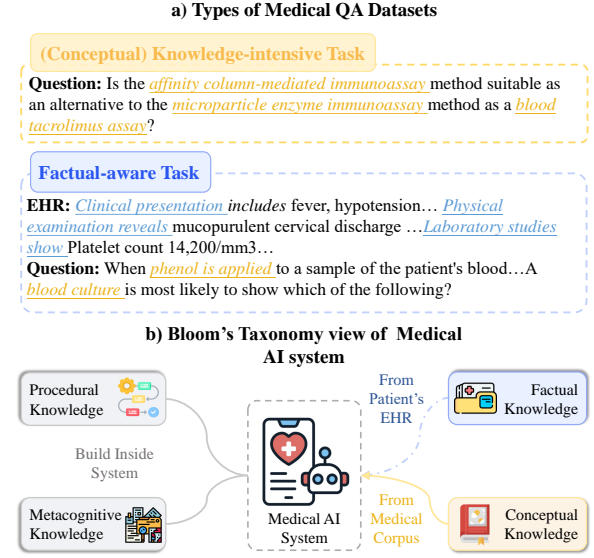 a) Types of Medical QA Datasets
(Conceptual) Knowledge-intensive Task
Question: Is the affinity column-mediated immunoassay method suitable as
an alternative to the microparticle enzyme immunoassay method as a blood
tacrolimus assay?
Factual-aware Task
EHR: Clinical presentation includes fever, hypotension… Physical
examination reveals mucopurulent cervical discharge …Laboratory studies
show Platelet count 14,200/mm3…
Question: When phenol is applied to a sample of the patient's blood…A
blood culture is most likely to show which of the following?
b) Bloom's Taxonomy view of Medical
AI system
Procedural
Knowledge
Build Inside
System
Metacognitive
Knowledge
Medical AI
System
From
Patient's
EHR
From
Medical
Corpus
Factual
Knowledge
Conceptual
Knowledge